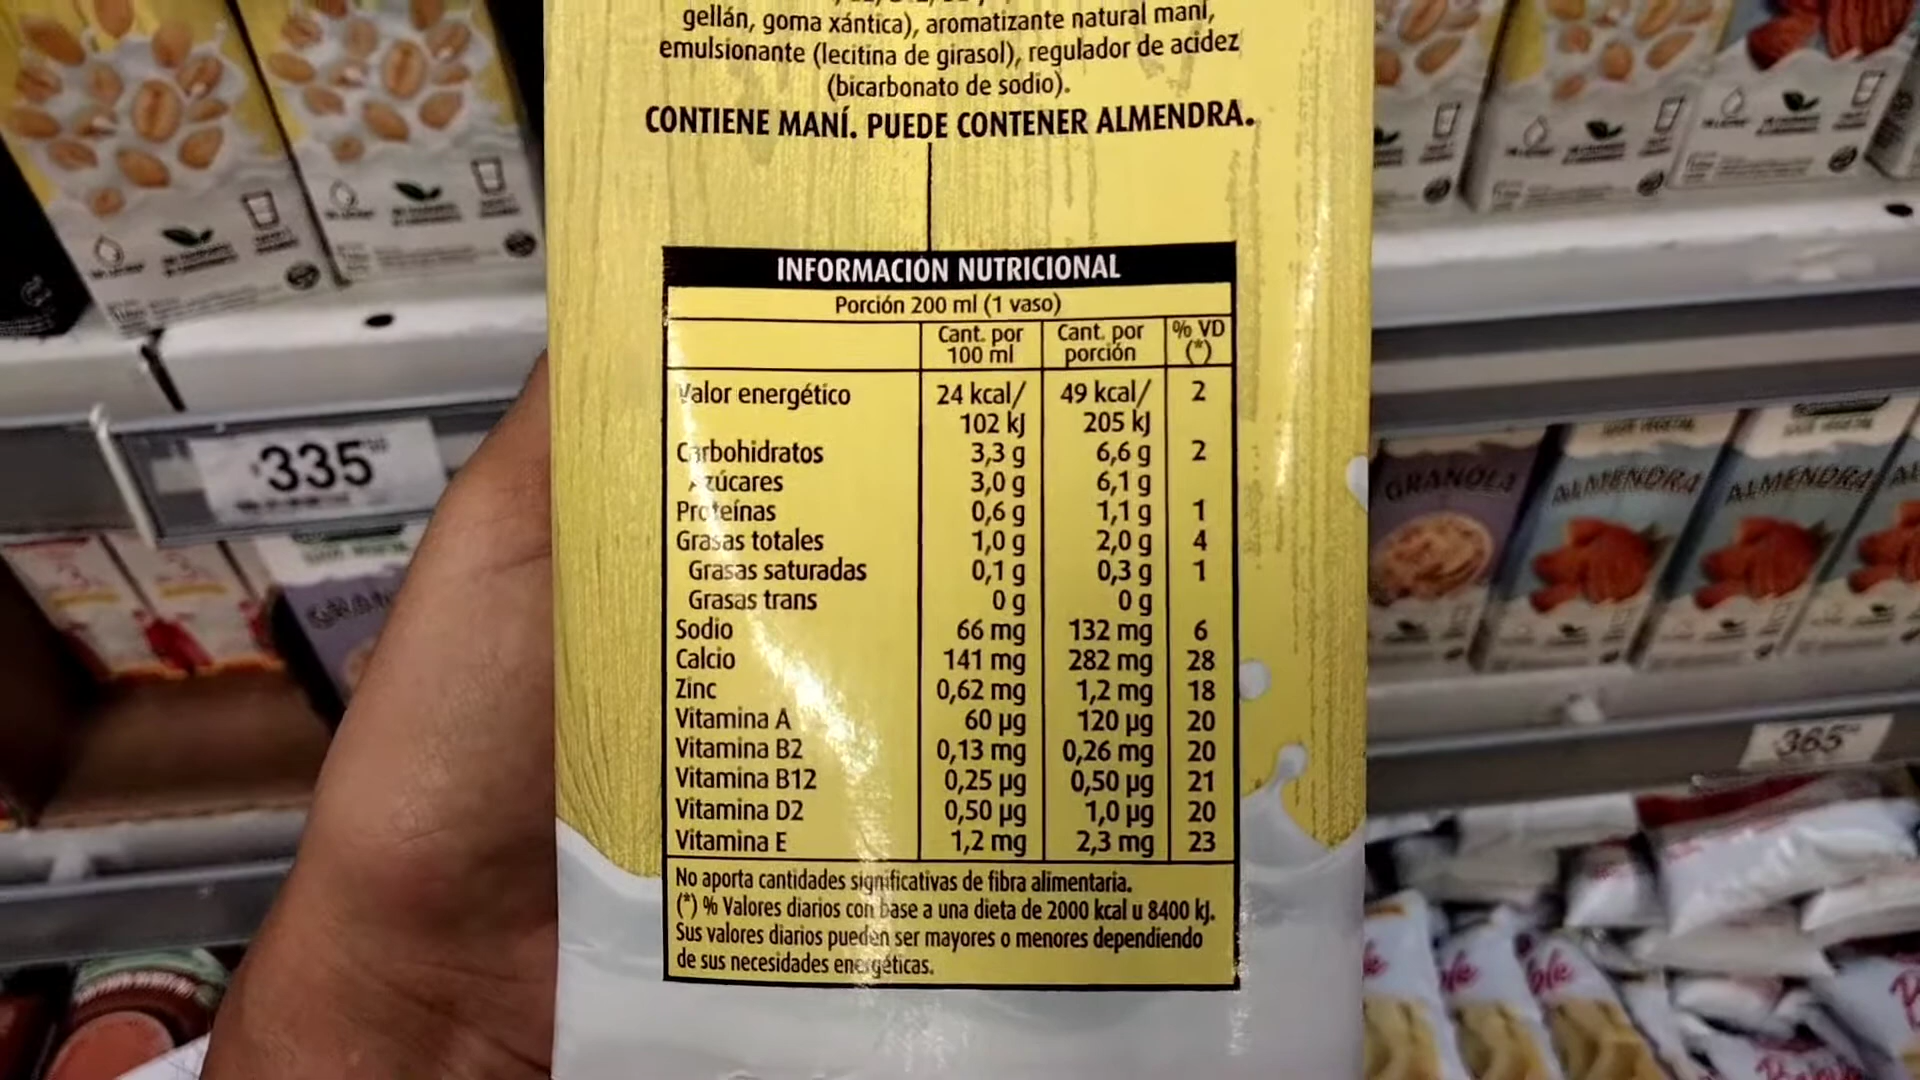 gellán, goma xántica), aromatizante natural maní,
emulsionante (lecitina de girasol), regulador de acidez
(bicarbonato de sodio).
CONTIENE MANÍ. PUEDE CONTENER ALMENDRA.
INFORMACIÓN NUTRICIONAL
Porción 200 ml (1 vaso)
Cant. por 100 ml Cant. por porción % VD (*)
Valor energético 24 kcal/ 102 kJ 49 kcal/ 205 kJ 2
Carbohidratos 3,3 g 6,6 g 2
Azúcares 3,0 g 6,1 g
Proteínas 0,6 g 1,1 g 1
Grasas totales 1,0 g 2,0 g 4
Grasas saturadas 0,1 g 0,3 g 1
Grasas trans 0 g 0 g
Sodio 66 mg 132 mg 6
Calcio 141 mg 282 mg 28
Zinc 0,62 mg 1,2 mg 18
Vitamina A 60 µg 120 µg 20
Vitamina B2 0,13 mg 0,26 mg 20
Vitamina B12 0,25 µg 0,50 µg 21
Vitamina D2 0,50 µg 1,0 µg 20
Vitamina E 1,2 mg 2,3 mg 23
No aporta cantidades significativas de fibra alimentaria.
(*) % Valores diarios con base a una dieta de 2000 kcal u 8400 kJ.
Sus valores diarios pueden ser mayores o menores dependiendo
de sus necesidades energéticas.
335
GRANOLA
ALMENDRA
ALMENDRA
365